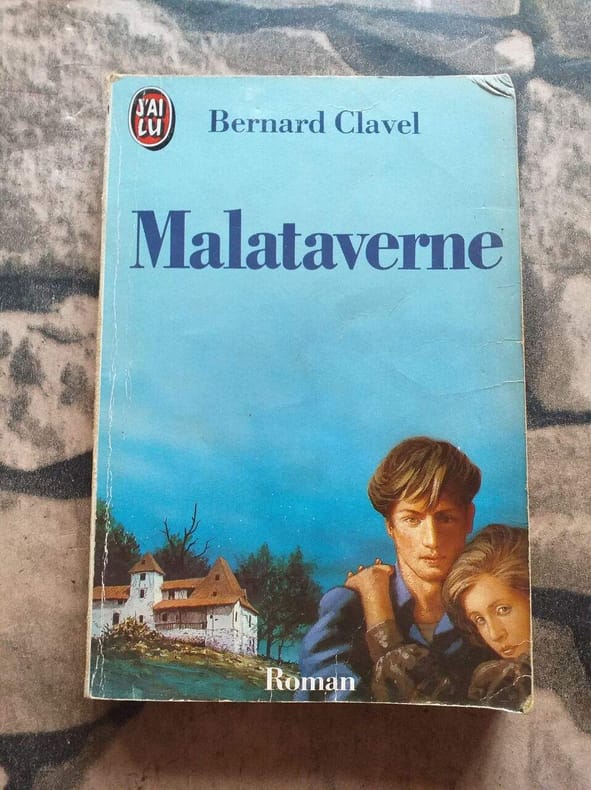 J'AI
LU
Bernard Clavel
Malataverne
Roman